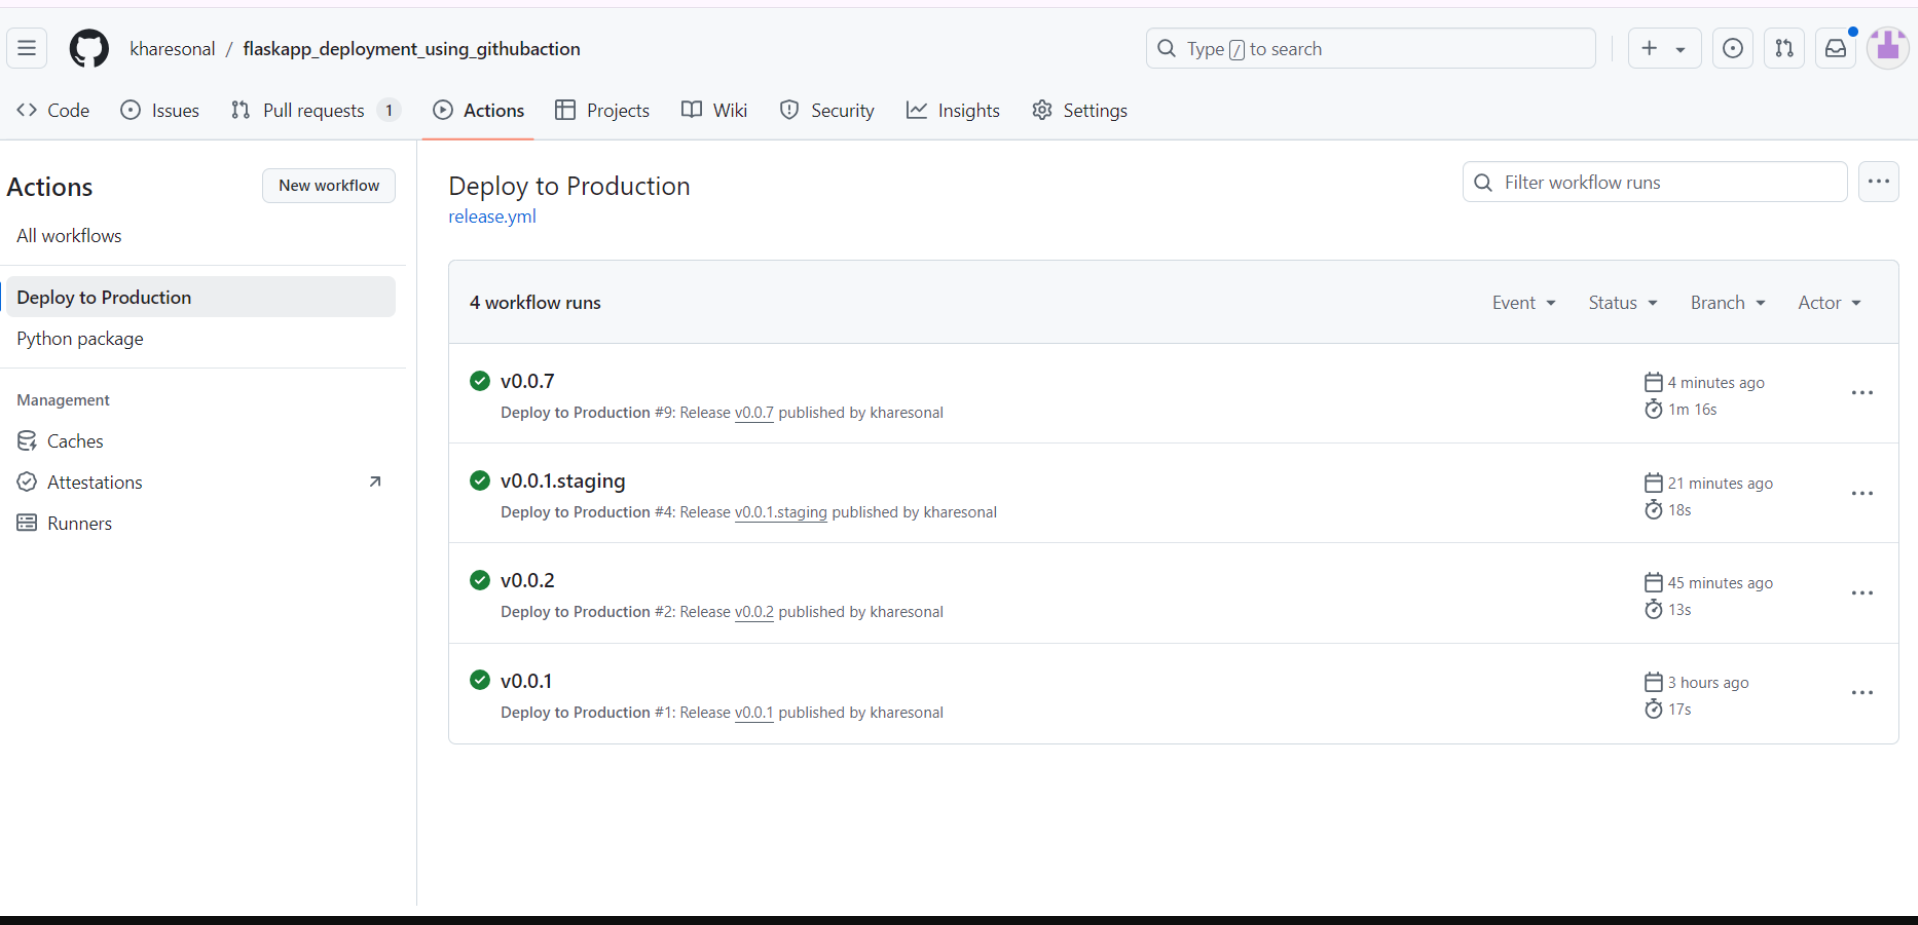 kharesonal / flaskapp_deployment_using_githubaction
Type / to search
Code Issues Pull requests 1 Actions Projects Wiki Security Insights Settings
Actions
New workflow
All workflows
Deploy to Production
Python package
Management
Caches
Attestations
Runners
Deploy to Production
release.yml
Filter workflow runs
4 workflow runs
Event Status Branch Actor
v0.0.7
Deploy to Production #9: Release v0.0.7 published by kharesonal
4 minutes ago
1m 16s
v0.0.1.staging
Deploy to Production #4: Release v0.0.1.staging published by kharesonal
21 minutes ago
18s
v0.0.2
Deploy to Production #2: Release v0.0.2 published by kharesonal
45 minutes ago
13s
v0.0.1
Deploy to Production #1: Release v0.0.1 published by kharesonal
3 hours ago
17s